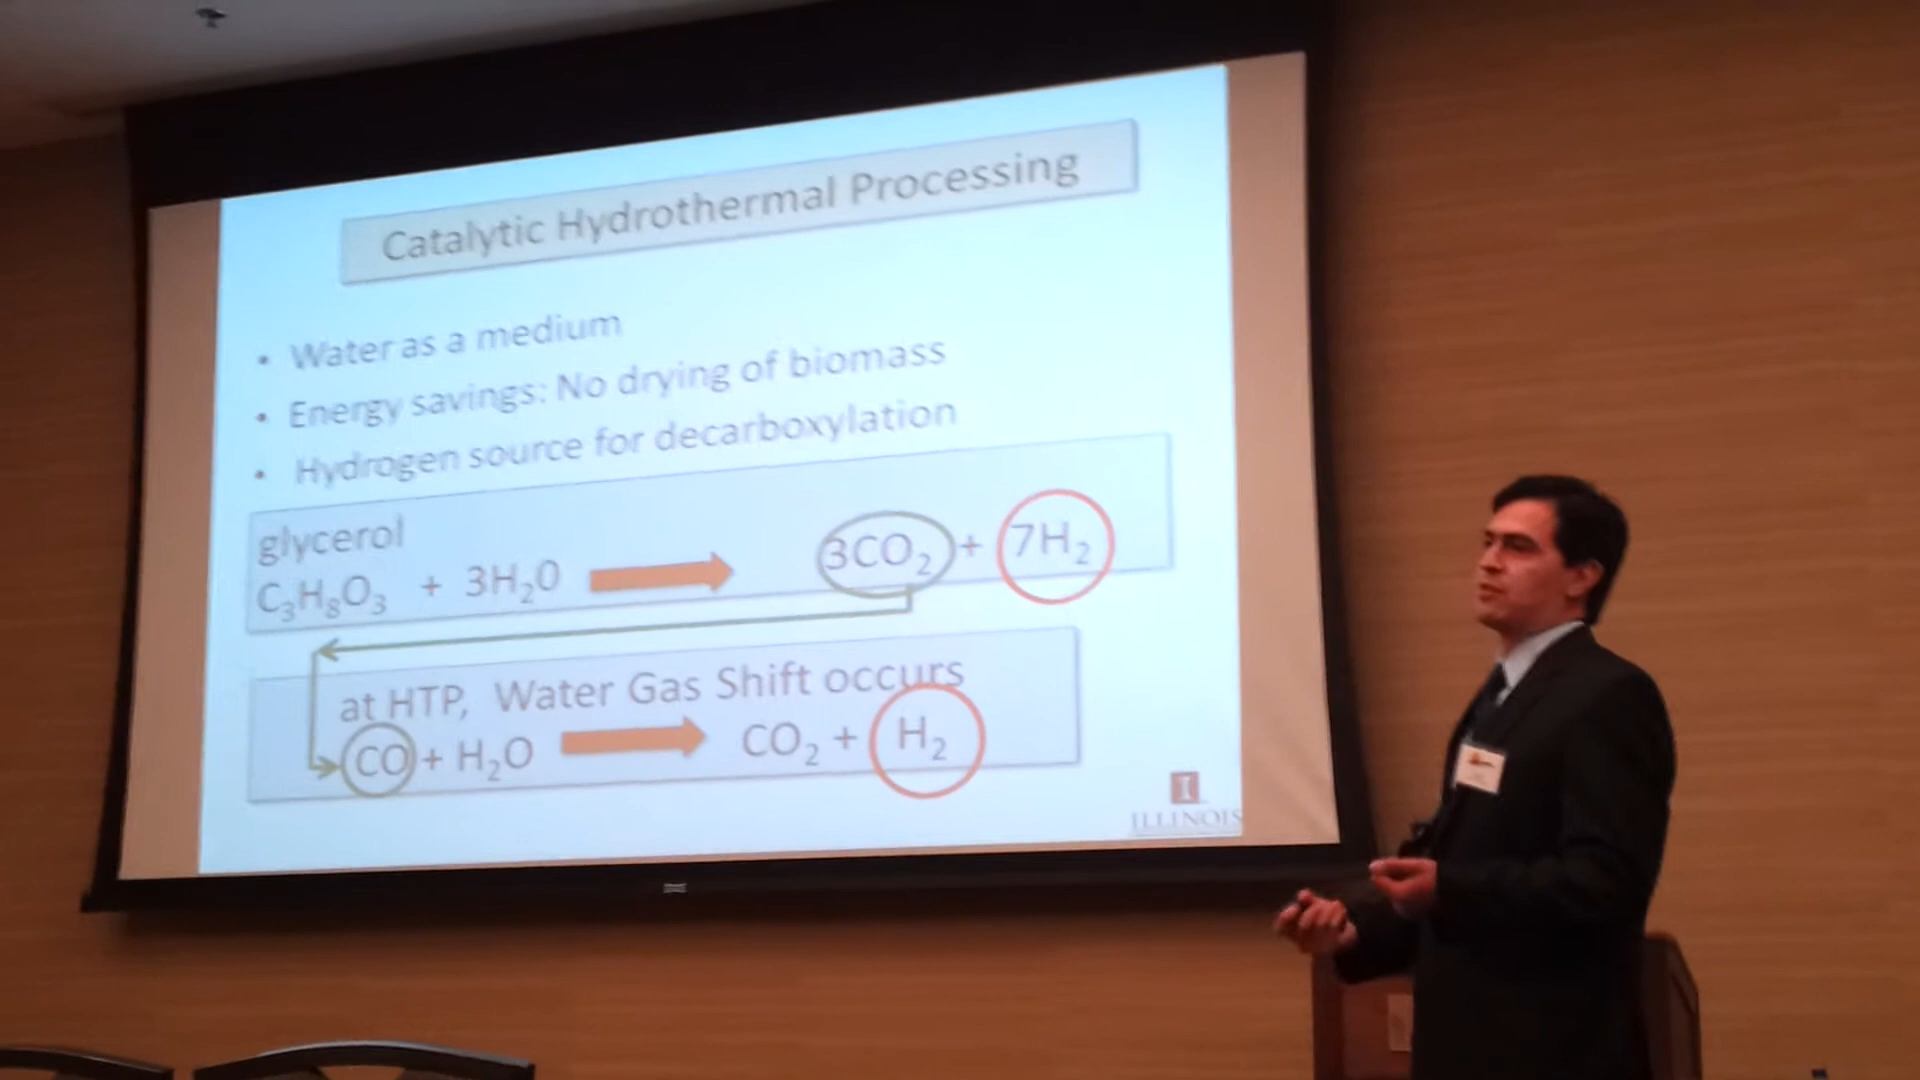 Catalytic Hydrothermal Processing
• Water as a medium
• Energy savings: No drying of biomass
• Hydrogen source for decarboxylation
glycerol
C₃H₈O₃ + 3H₂0 3CO₂ + 7H₂
at HTP, Water Gas Shift occurs
CO + H₂O CO₂ + H₂
I
ILLINOIS